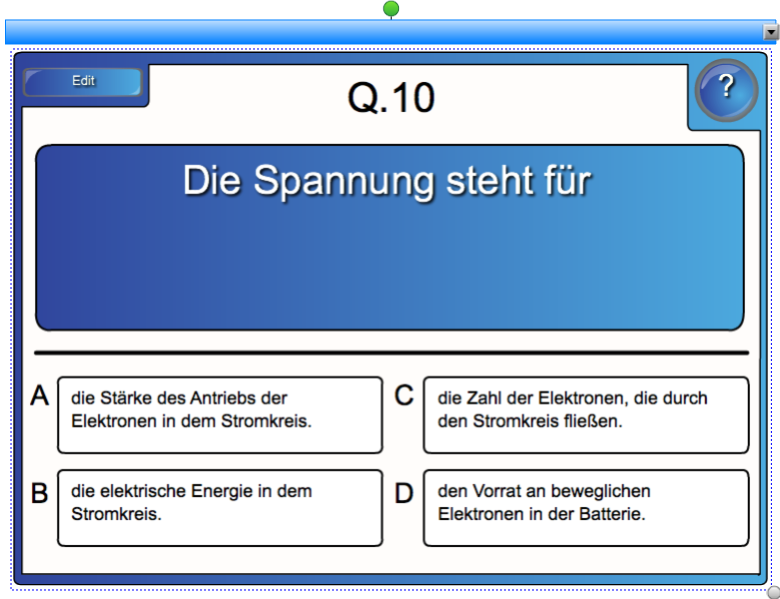 Edit
Q.10
?
Die Spannung steht für
A
die Stärke des Antriebs der
Elektronen in dem Stromkreis.
B
die elektrische Energie in dem
Stromkreis.
C
die Zahl der Elektronen, die durch
den Stromkreis fließen.
D
den Vorrat an beweglichen
Elektronen in der Batterie.